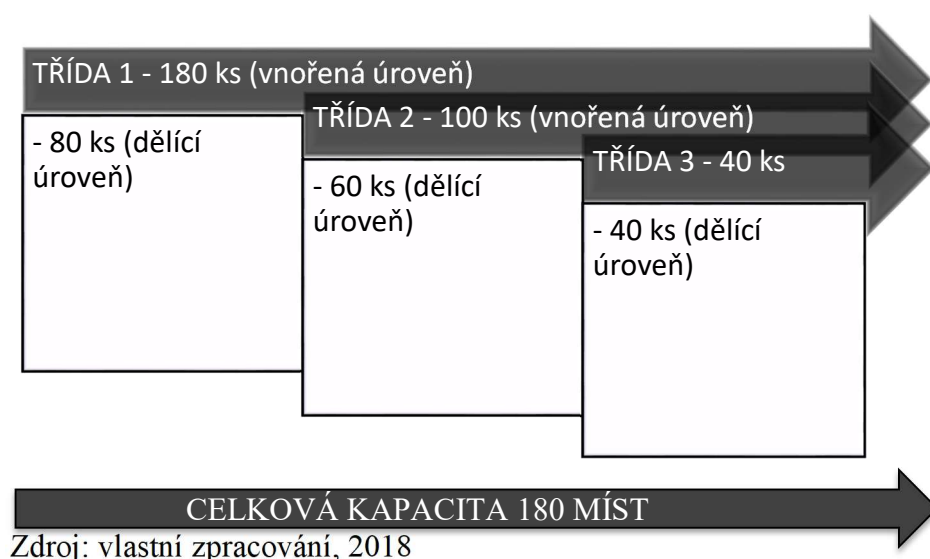 TŘÍDA 1 - 180 ks (vnořená úroveň)
- 80 ks (dělící
úroveň)
TŘÍDA 2 - 100 ks (vnořená úroveň)
- 60 ks (dělící
úroveň)
TŘÍDA 3 - 40 ks
- 40 ks (dělící
úroveň)
CELKOVÁ KAPACITA 180 MÍST
Zdroj: vlastní zpracování, 2018